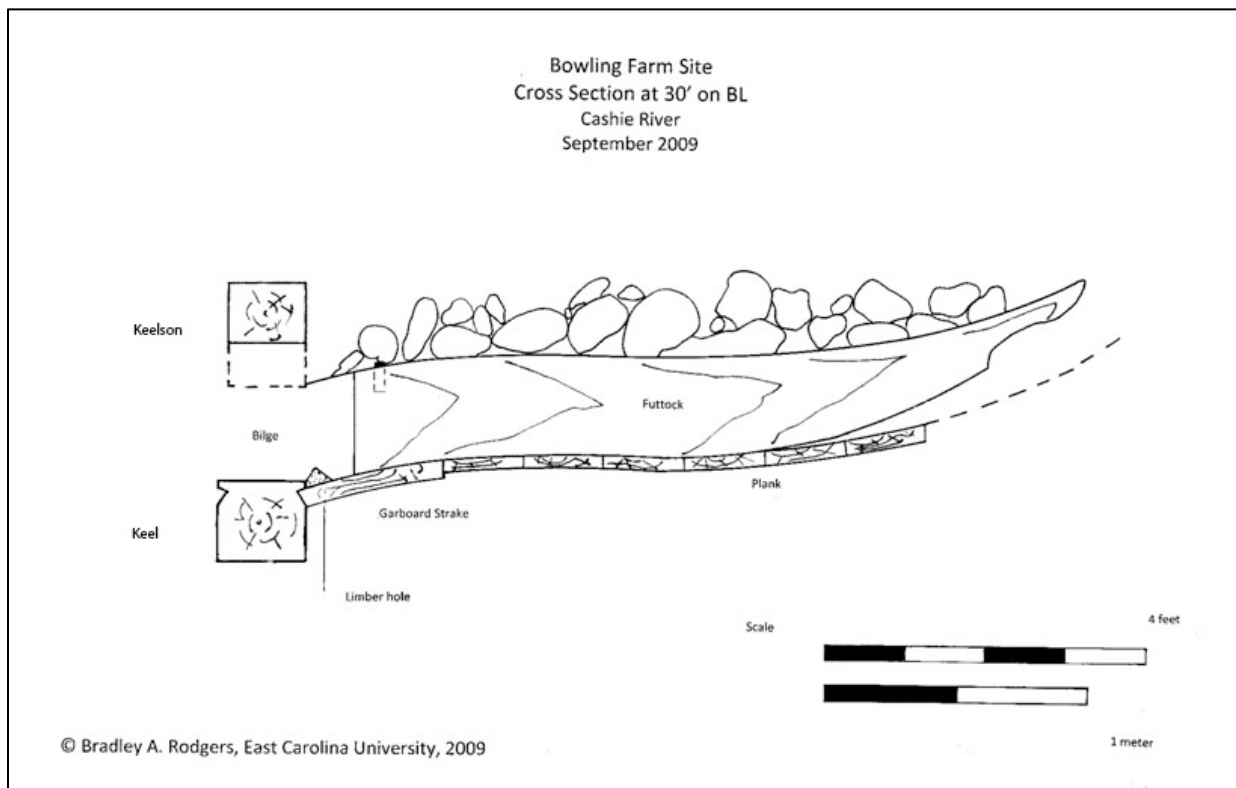 Bowling Farm Site
Cross Section at 30' on BL
Cashie River
September 2009
Keelson
Futtock
Bilge
Plank
Garboard Strake
Keel
Limber hole
4 feet
Scale
1 meter
© Bradley A. Rodgers, East Carolina University, 2009